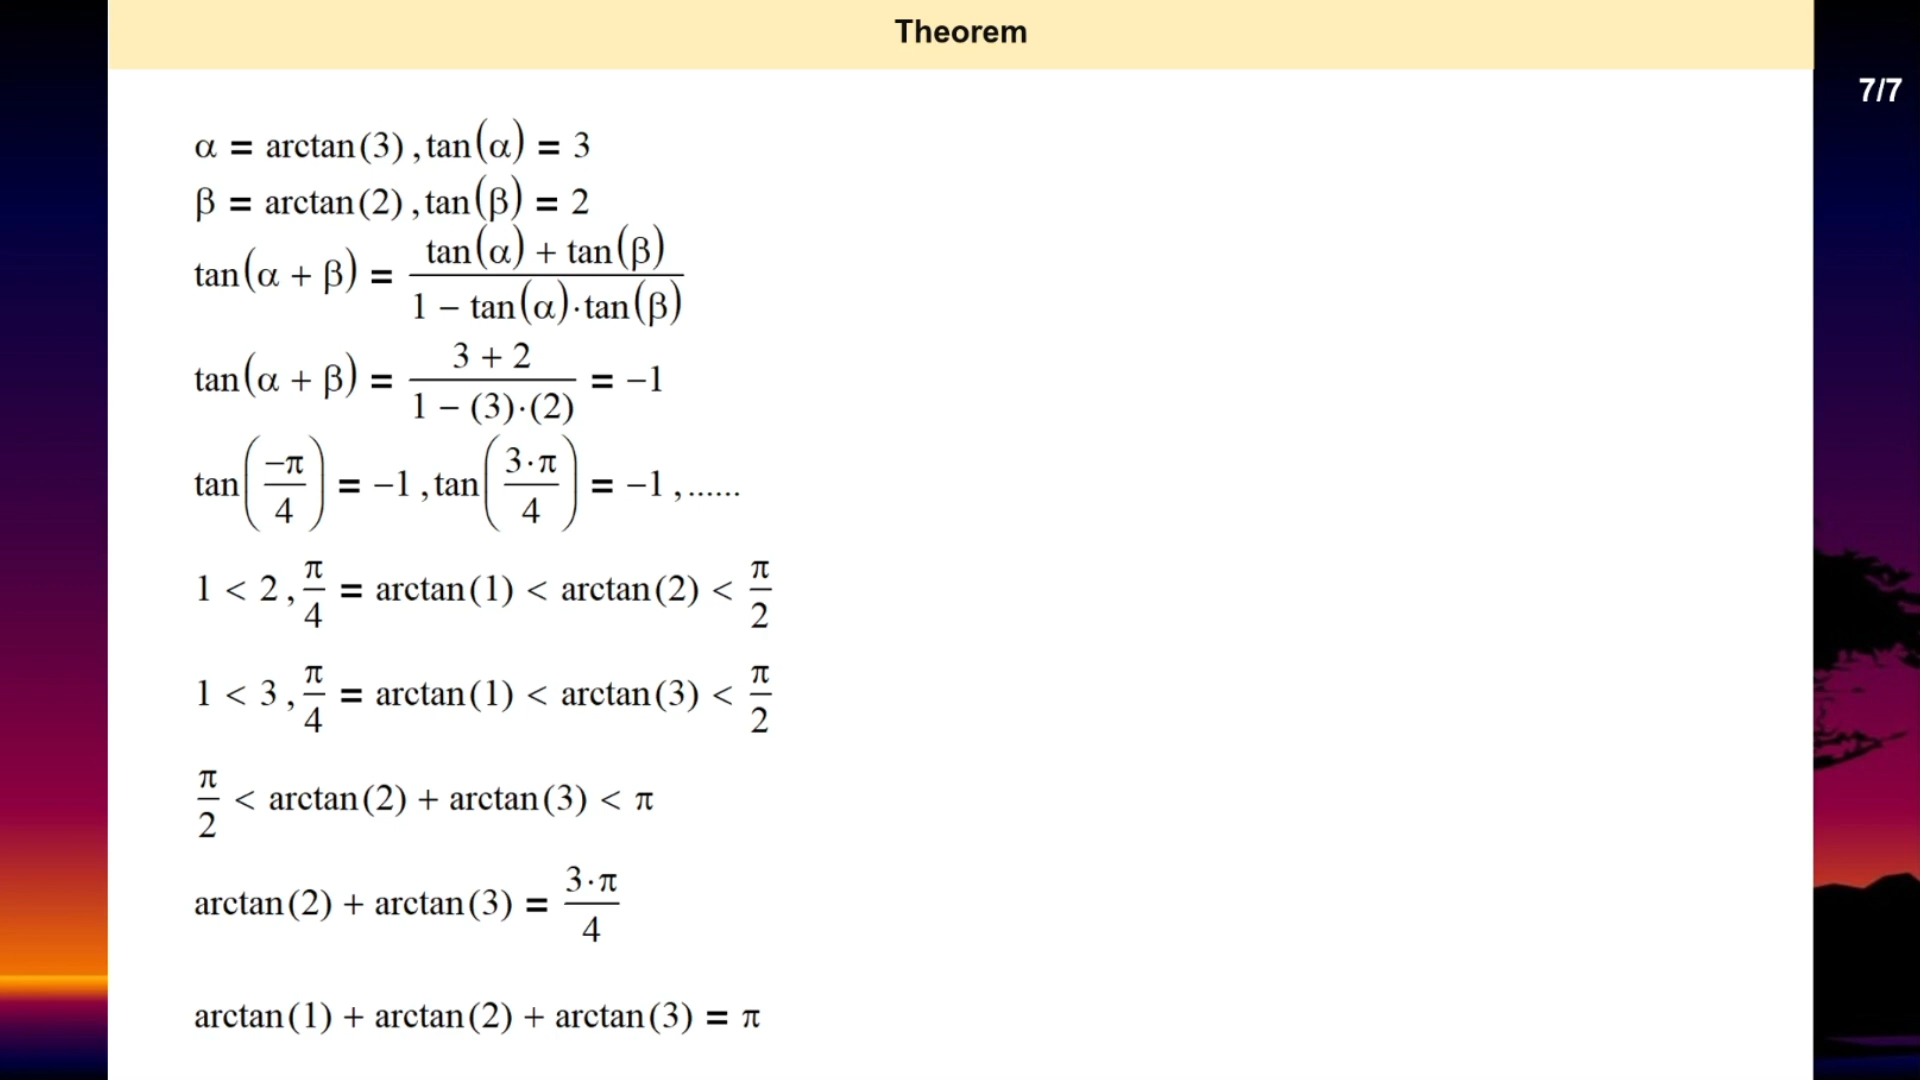 Theorem
7/7
α = arctan(3) ,tan(α) = 3
β = arctan(2) ,tan(β) = 2
tan(α + β) = (tan(α) + tan(β))/(1 − tan(α)·tan(β))
tan(α + β) = (3 + 2)/(1 − (3)·(2)) = −1
tan(−π/4) = −1 ,tan(3·π/4) = −1 ,......
1 < 2 , π/4 = arctan(1) < arctan(2) < π/2
1 < 3 , π/4 = arctan(1) < arctan(3) < π/2
π/2 < arctan(2) + arctan(3) < π
arctan(2) + arctan(3) = 3·π/4
arctan(1) + arctan(2) + arctan(3) = π